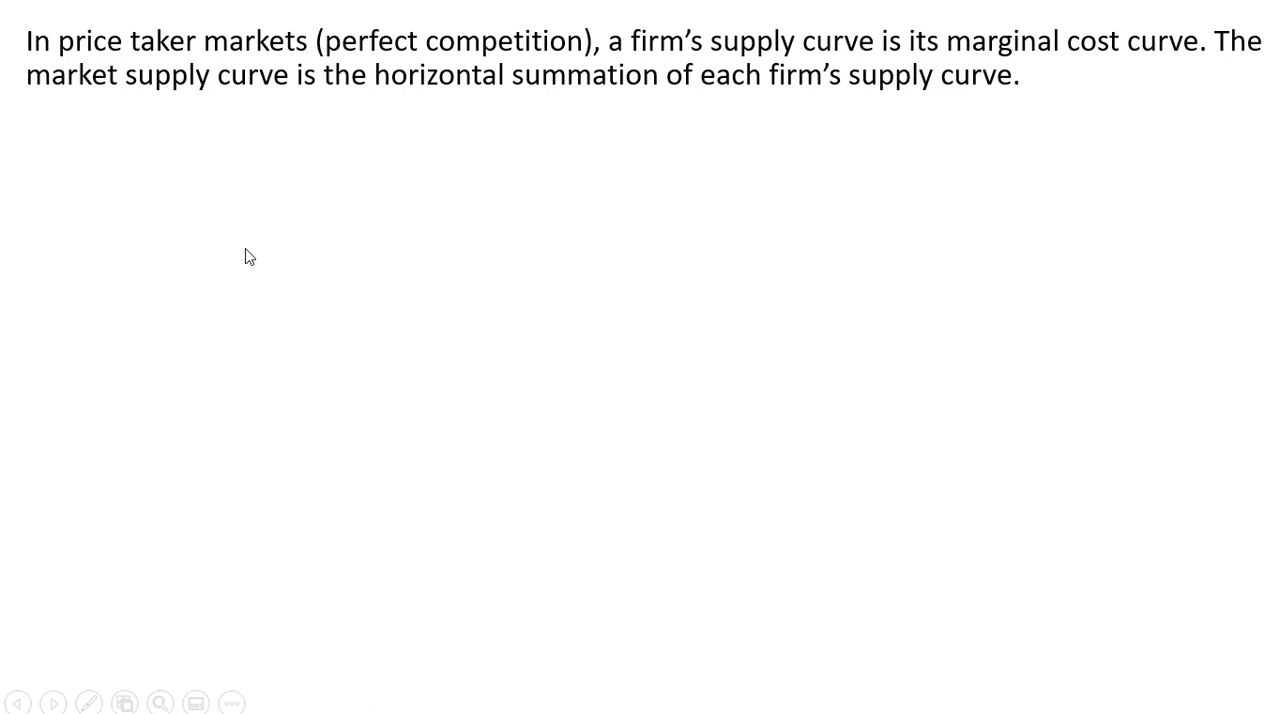 In price taker markets (perfect competition), a firm’s supply curve is its marginal cost curve. The
market supply curve is the horizontal summation of each firm’s supply curve.